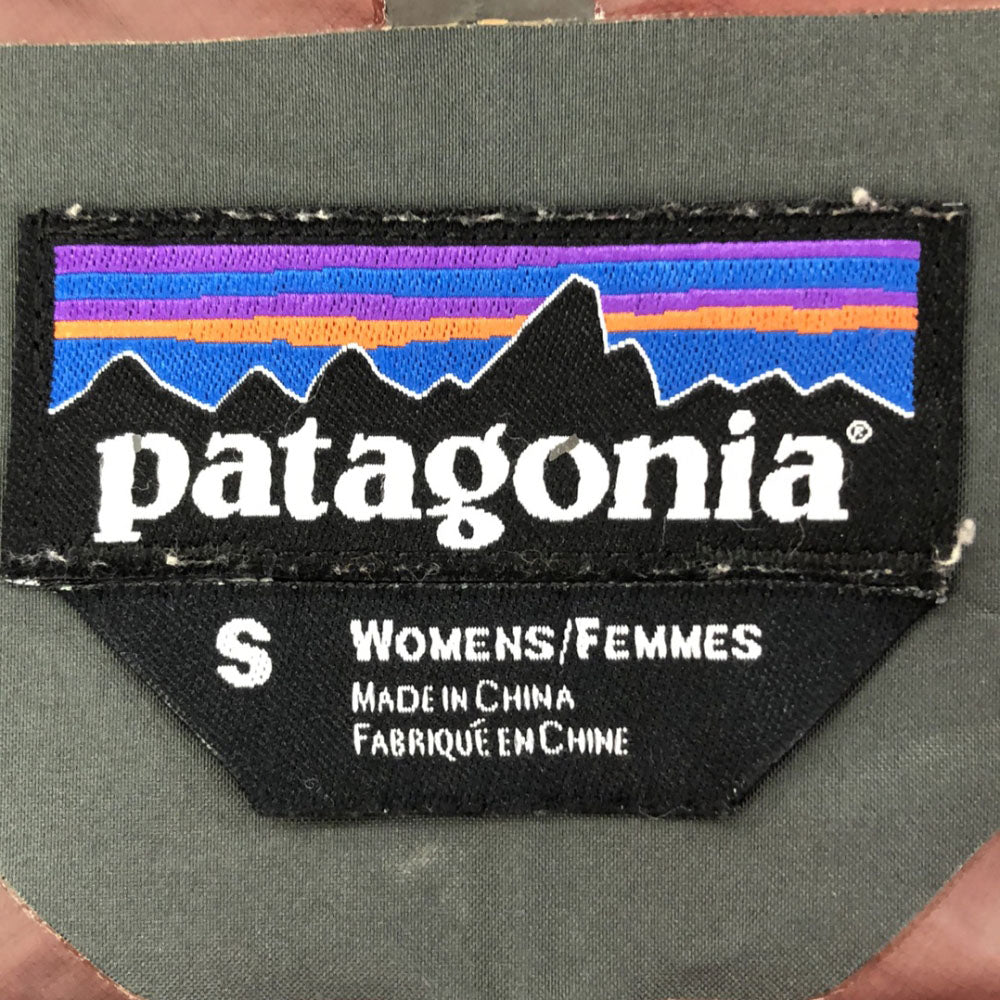 patagonia®
S WOMENS/FEMMES
MADE IN CHINA
FABRIQUÉ EN CHINE